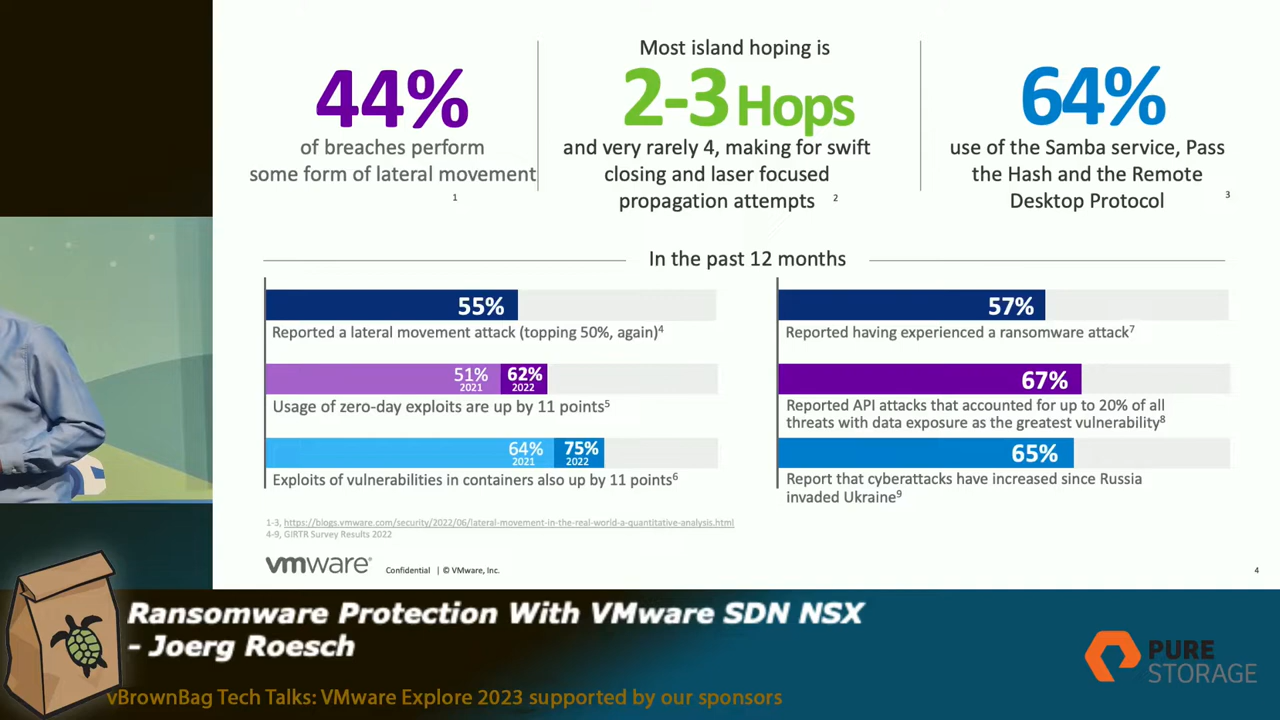 44%
of breaches perform
some form of lateral movement
1
Most island hoping is
2-3 Hops
and very rarely 4, making for swift
closing and laser focused
propagation attempts 2
64%
use of the Samba service, Pass
the Hash and the Remote
Desktop Protocol
3
In the past 12 months
55%
Reported a lateral movement attack (topping 50%, again)4
51% 62%
2021 2022
Usage of zero-day exploits are up by 11 points5
64% 75%
2021 2022
Exploits of vulnerabilities in containers also up by 11 points6
57%
Reported having experienced a ransomware attack7
67%
Reported API attacks that accounted for up to 20% of all
threats with data exposure as the greatest vulnerability8
65%
Report that cyberattacks have increased since Russia
invaded Ukraine9
1-3, https://blogs.vmware.com/security/2022/06/lateral-movement-in-the-real-world-a-quantitative-analysis.html
4-9, GIRTR Survey Results 2022
vmware® Confidential | © VMware, Inc. 4
Ransomware Protection With VMware SDN NSX
- Joerg Roesch
PURE
STORAGE
vBrownBag Tech Talks: VMware Explore 2023 supported by our sponsors